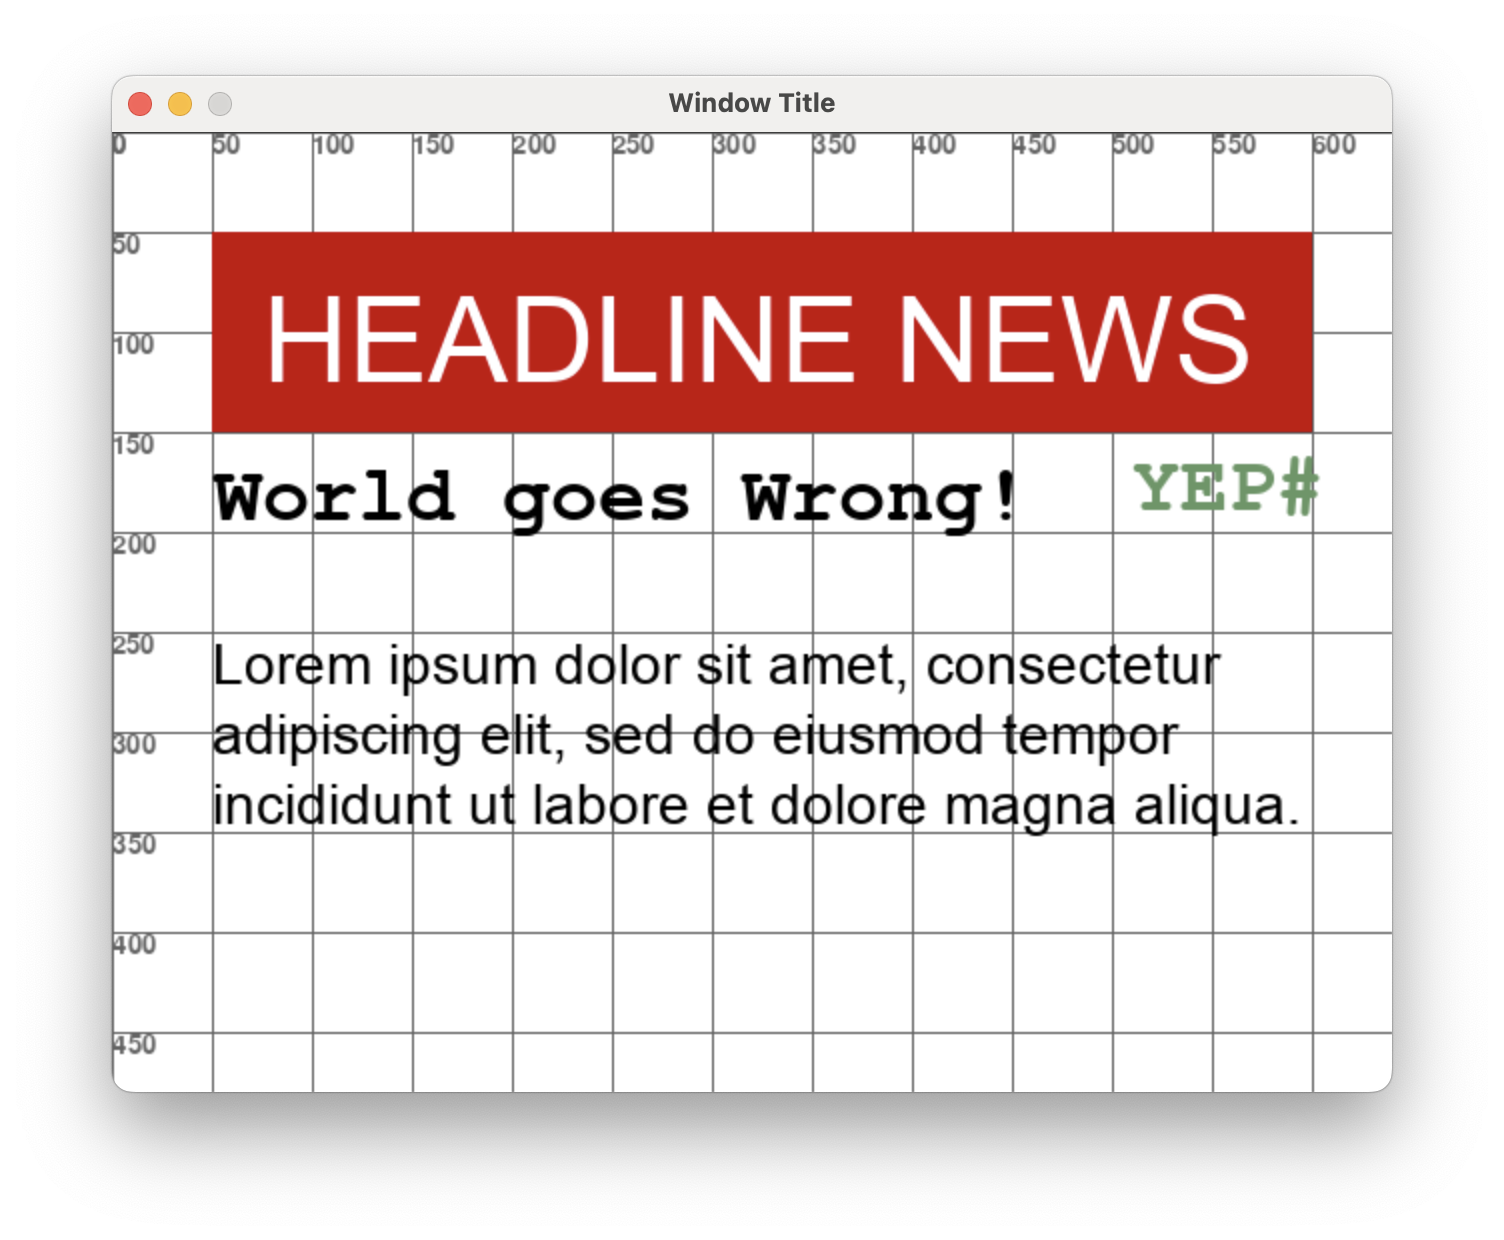 Window Title
0 50 100 150 200 250 300 350 400 450 500 550 600
50
HEADLINE NEWS
100
150
World goes Wrong! YEP#
200
250
Lorem ipsum dolor sit amet, consectetur
adipiscing elit, sed do eiusmod tempor
300
incididunt ut labore et dolore magna aliqua.
350
400
450